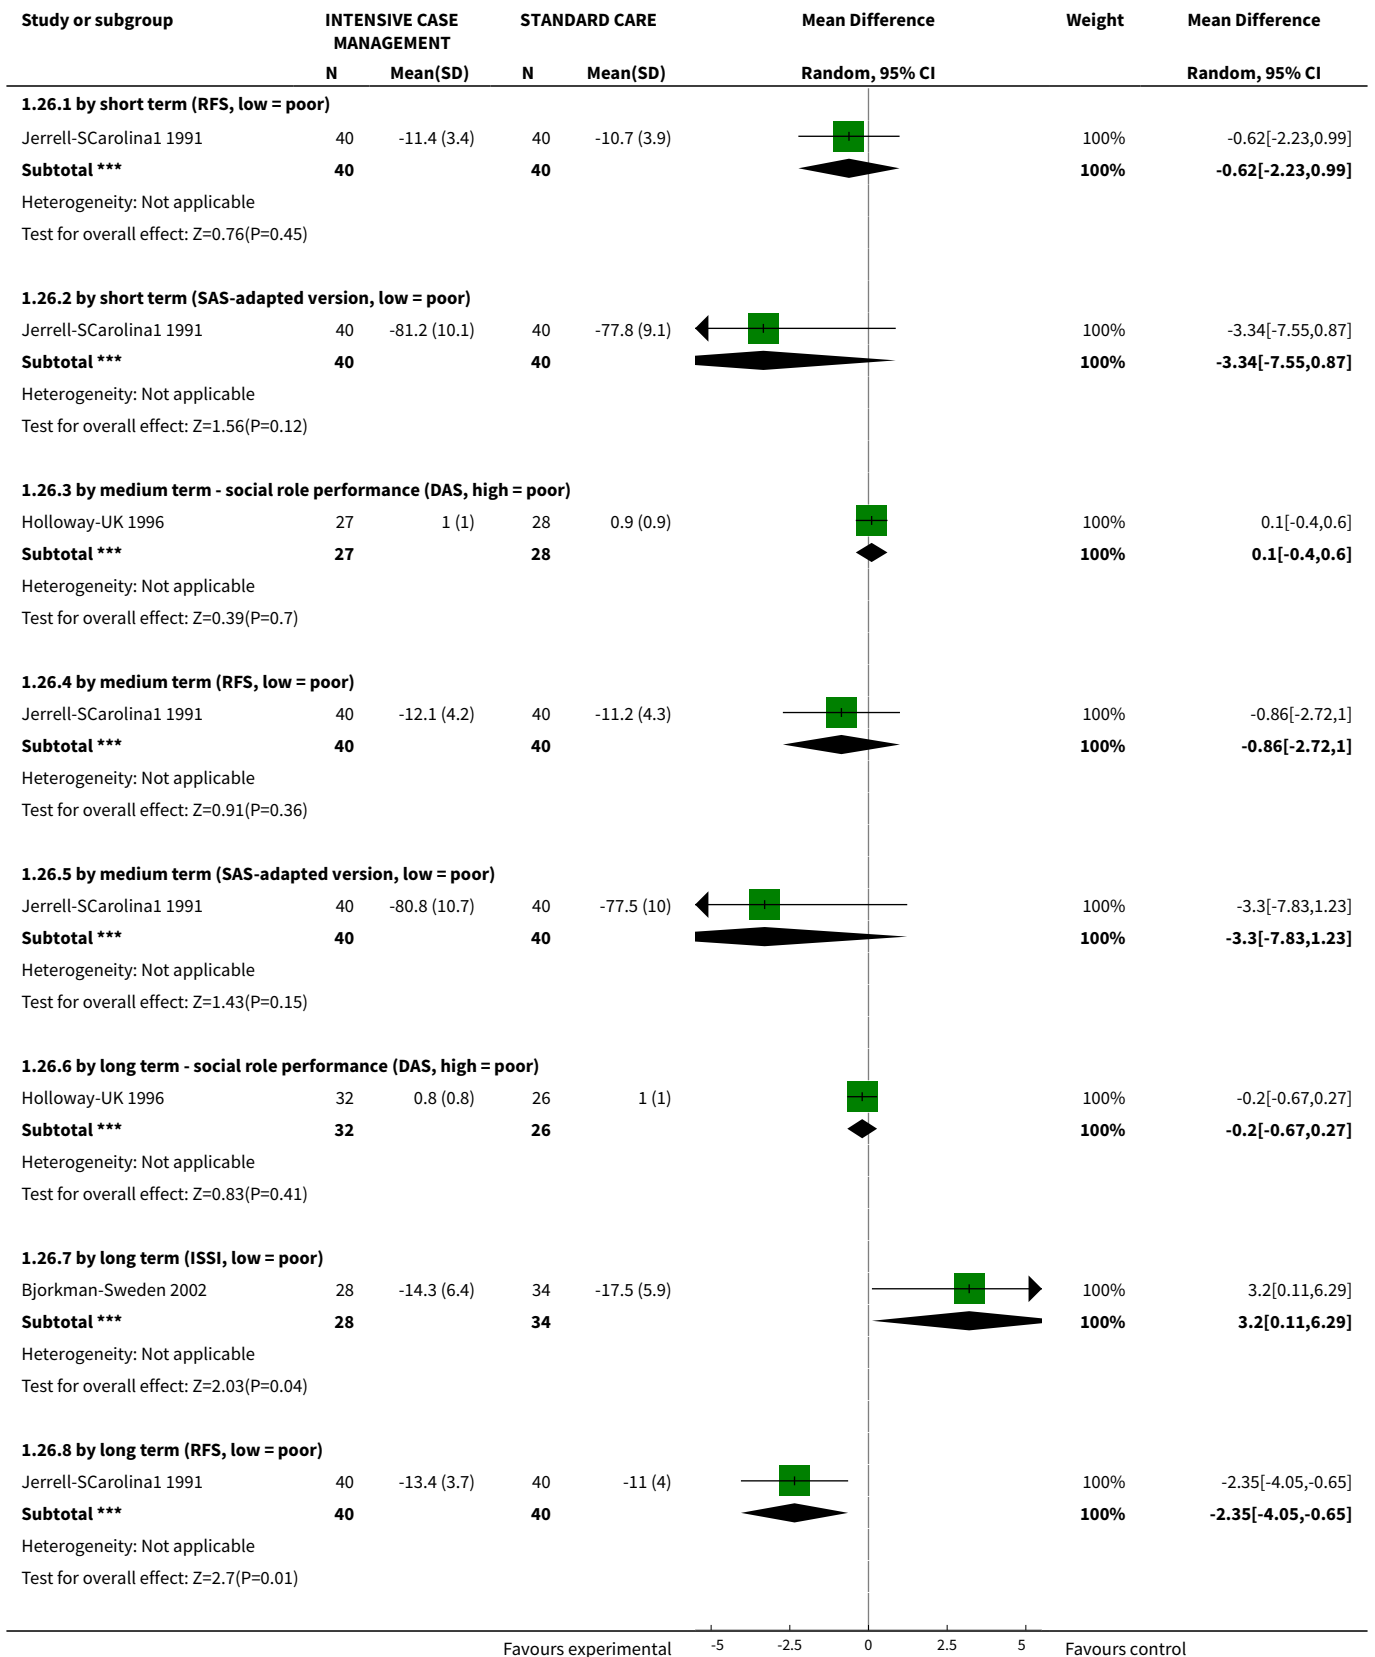 Study or subgroup INTENSIVE CASE MANAGEMENT STANDARD CARE Mean Difference Weight Mean Difference
N Mean(SD) N Mean(SD) Random, 95% CI Random, 95% CI
1.26.1 by short term (RFS, low = poor)
Jerrell-SCarolina1 1991 40 -11.4 (3.4) 40 -10.7 (3.9) 100% -0.62[-2.23,0.99]
Subtotal *** 40 40 100% -0.62[-2.23,0.99]
Heterogeneity: Not applicable
Test for overall effect: Z=0.76(P=0.45)
1.26.2 by short term (SAS-adapted version, low = poor)
Jerrell-SCarolina1 1991 40 -81.2 (10.1) 40 -77.8 (9.1) 100% -3.34[-7.55,0.87]
Subtotal *** 40 40 100% -3.34[-7.55,0.87]
Heterogeneity: Not applicable
Test for overall effect: Z=1.56(P=0.12)
1.26.3 by medium term - social role performance (DAS, high = poor)
Holloway-UK 1996 27 1 (1) 28 0.9 (0.9) 100% 0.1[-0.4,0.6]
Subtotal *** 27 28 100% 0.1[-0.4,0.6]
Heterogeneity: Not applicable
Test for overall effect: Z=0.39(P=0.7)
1.26.4 by medium term (RFS, low = poor)
Jerrell-SCarolina1 1991 40 -12.1 (4.2) 40 -11.2 (4.3) 100% -0.86[-2.72,1]
Subtotal *** 40 40 100% -0.86[-2.72,1]
Heterogeneity: Not applicable
Test for overall effect: Z=0.91(P=0.36)
1.26.5 by medium term (SAS-adapted version, low = poor)
Jerrell-SCarolina1 1991 40 -80.8 (10.7) 40 -77.5 (10) 100% -3.3[-7.83,1.23]
Subtotal *** 40 40 100% -3.3[-7.83,1.23]
Heterogeneity: Not applicable
Test for overall effect: Z=1.43(P=0.15)
1.26.6 by long term - social role performance (DAS, high = poor)
Holloway-UK 1996 32 0.8 (0.8) 26 1 (1) 100% -0.2[-0.67,0.27]
Subtotal *** 32 26 100% -0.2[-0.67,0.27]
Heterogeneity: Not applicable
Test for overall effect: Z=0.83(P=0.41)
1.26.7 by long term (ISSI, low = poor)
Bjorkman-Sweden 2002 28 -14.3 (6.4) 34 -17.5 (5.9) 100% 3.2[0.11,6.29]
Subtotal *** 28 34 100% 3.2[0.11,6.29]
Heterogeneity: Not applicable
Test for overall effect: Z=2.03(P=0.04)
1.26.8 by long term (RFS, low = poor)
Jerrell-SCarolina1 1991 40 -13.4 (3.7) 40 -11 (4) 100% -2.35[-4.05,-0.65]
Subtotal *** 40 40 100% -2.35[-4.05,-0.65]
Heterogeneity: Not applicable
Test for overall effect: Z=2.7(P=0.01)
Favours experimental -5 -2.5 0 2.5 5 Favours control